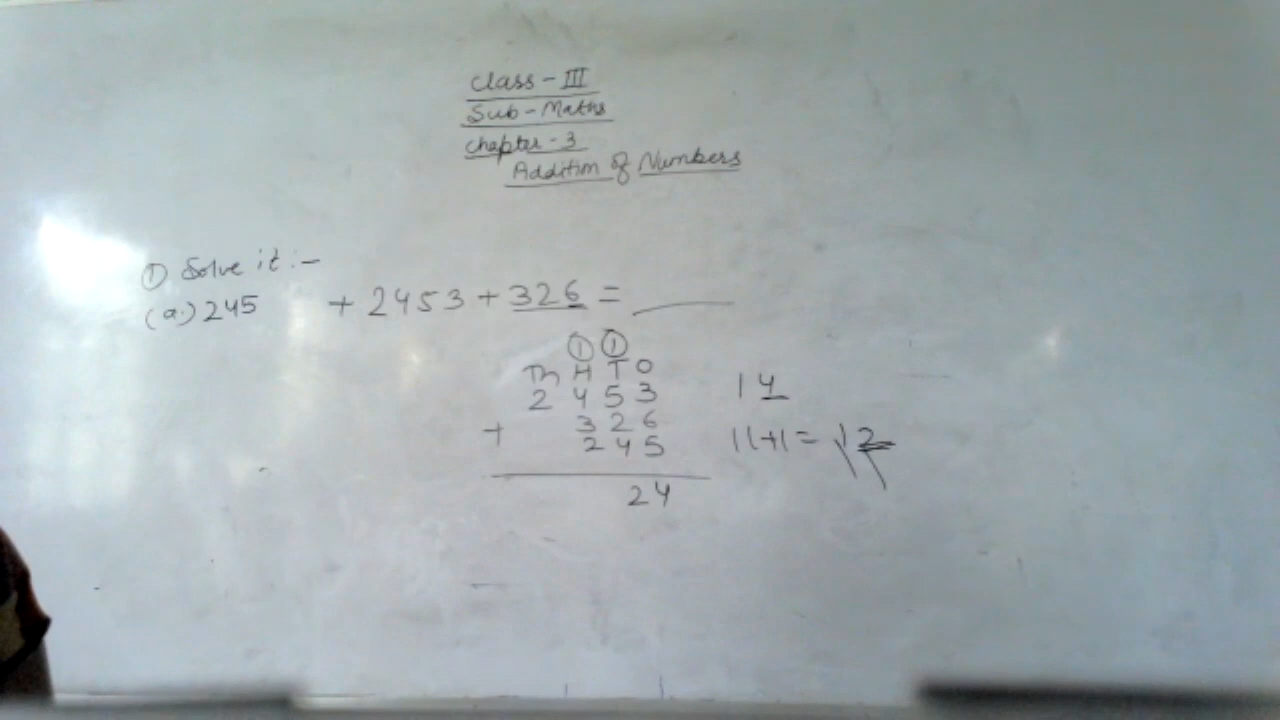 Class - III
Sub - Maths
Chapter - 3
Addition of Numbers
① Solve it :-
(a.) 245 + 2453 + 326 = ______
① ①
Th H T O
2 4 5 3 1 4
3 2 6
+ 2 4 5 11+1 = 12
2 4